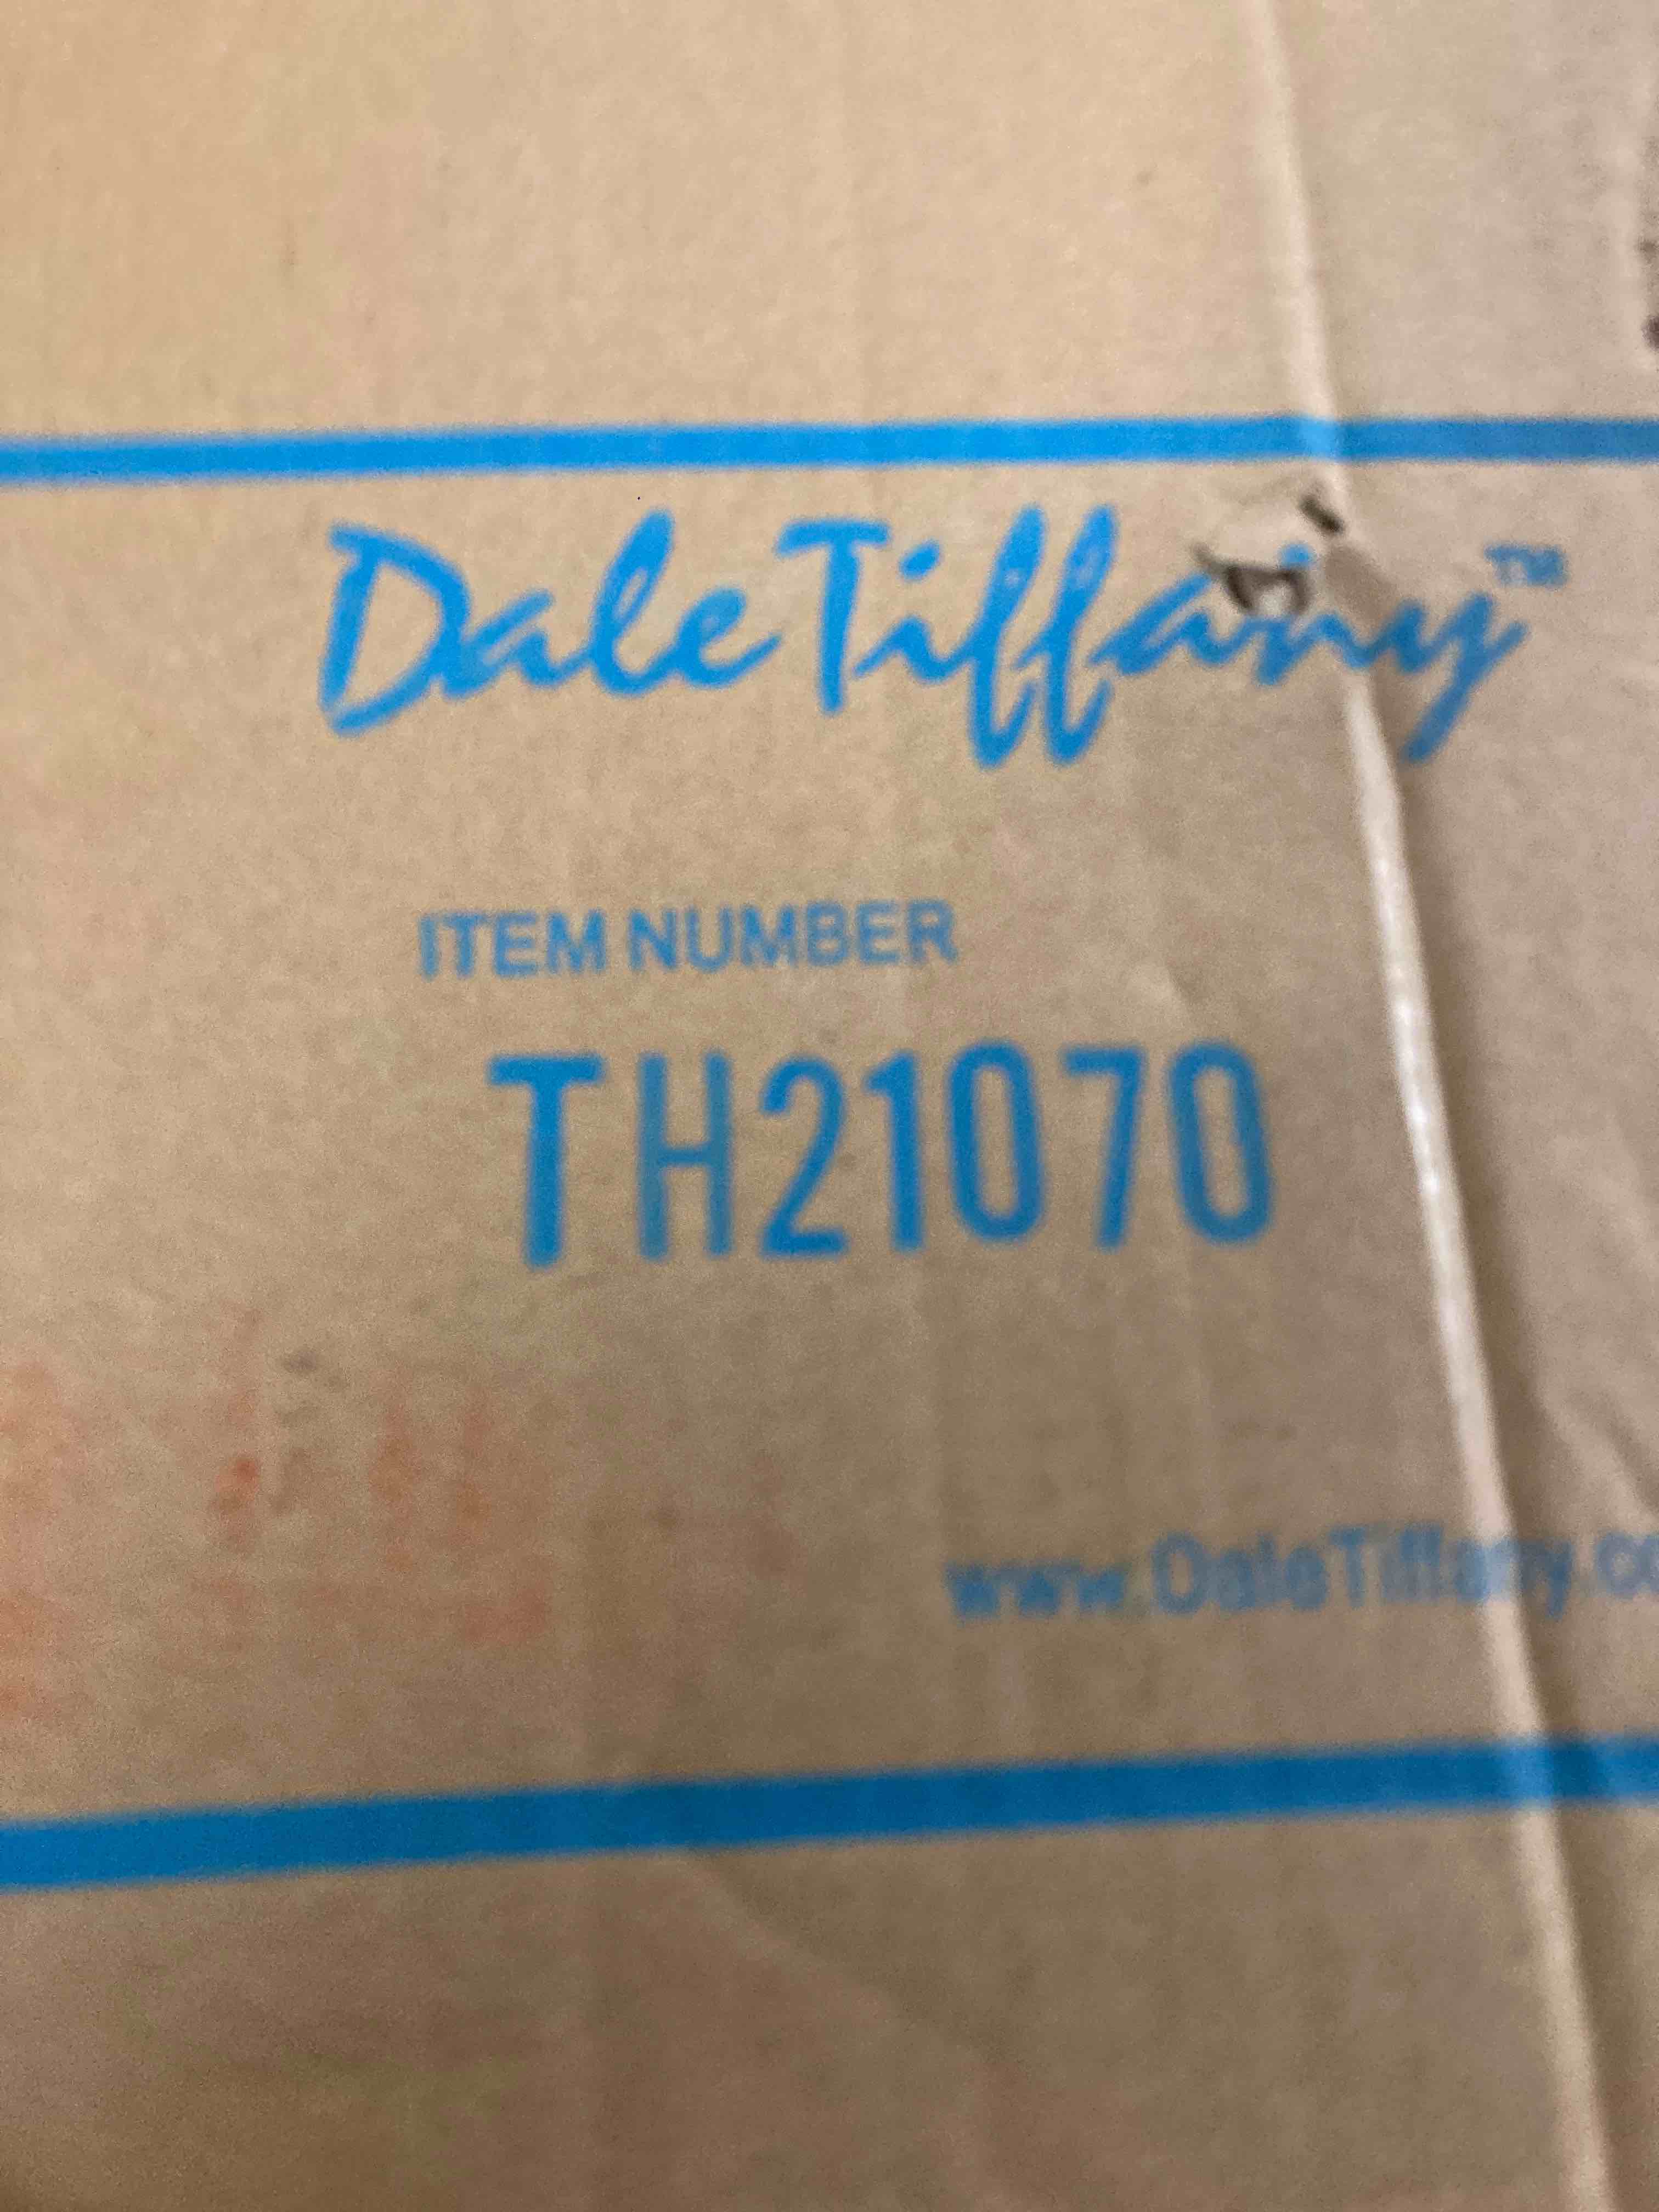 Dale Tiffany™
ITEM NUMBER
TH21070
www.DaleTiffany.co